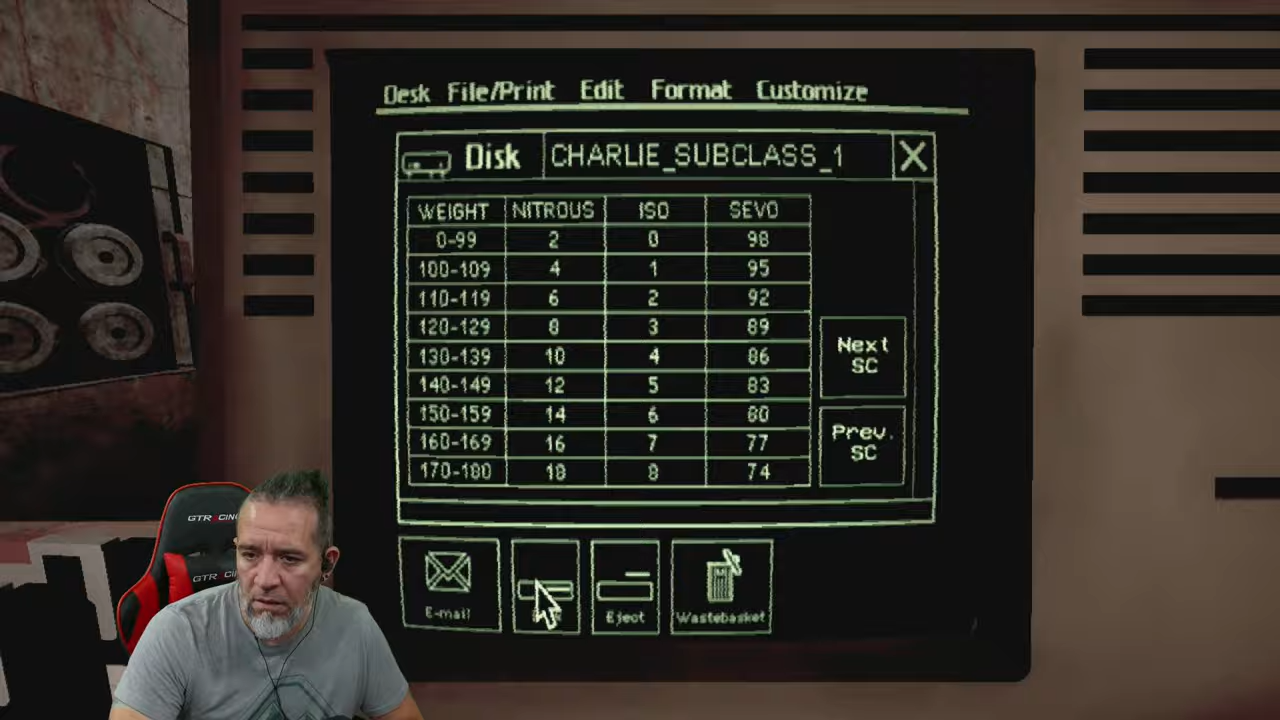 Desk File/Print Edit Format Customize
Disk CHARLIE_SUBCLASS_1 X
WEIGHT NITROUS ISO SEVO
0-99 2 0 98
100-109 4 1 95
110-119 6 2 92
120-129 8 3 89
130-139 10 4 86
140-149 12 5 83
150-159 14 6 80
160-169 16 7 77
170-180 18 8 74
Next
SC
Prev.
SC
E-mail Eject Wastebasket
GTRACING